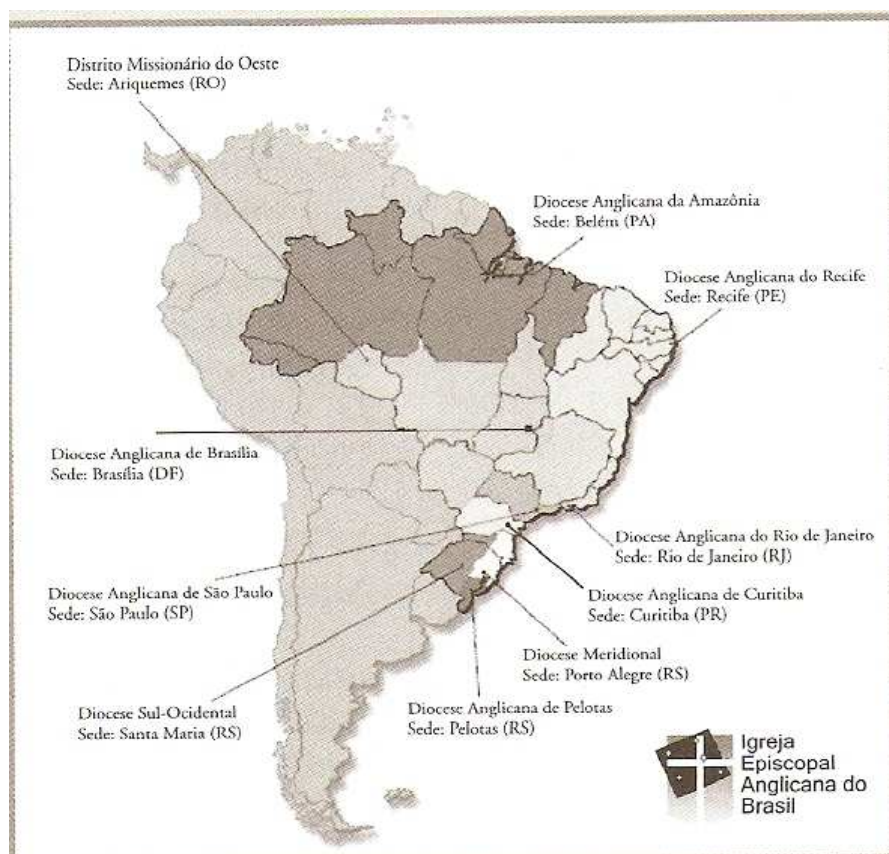 Distrito Missionário do Oeste
Sede: Ariquemes (RO)
Diocese Anglicana da Amazônia
Sede: Belém (PA)
Diocese Anglicana do Recife
Sede: Recife (PE)
Diocese Anglicana de Brasília
Sede: Brasília (DF)
Diocese Anglicana do Rio de Janeiro
Sede: Rio de Janeiro (RJ)
Diocese Anglicana de São Paulo
Sede: São Paulo (SP)
Diocese Anglicana de Curitiba
Sede: Curitiba (PR)
Diocese Meridional
Sede: Porto Alegre (RS)
Diocese Sul-Ocidental
Sede: Santa Maria (RS)
Diocese Anglicana de Pelotas
Sede: Pelotas (RS)
Igreja
Episcopal
Anglicana do
Brasil